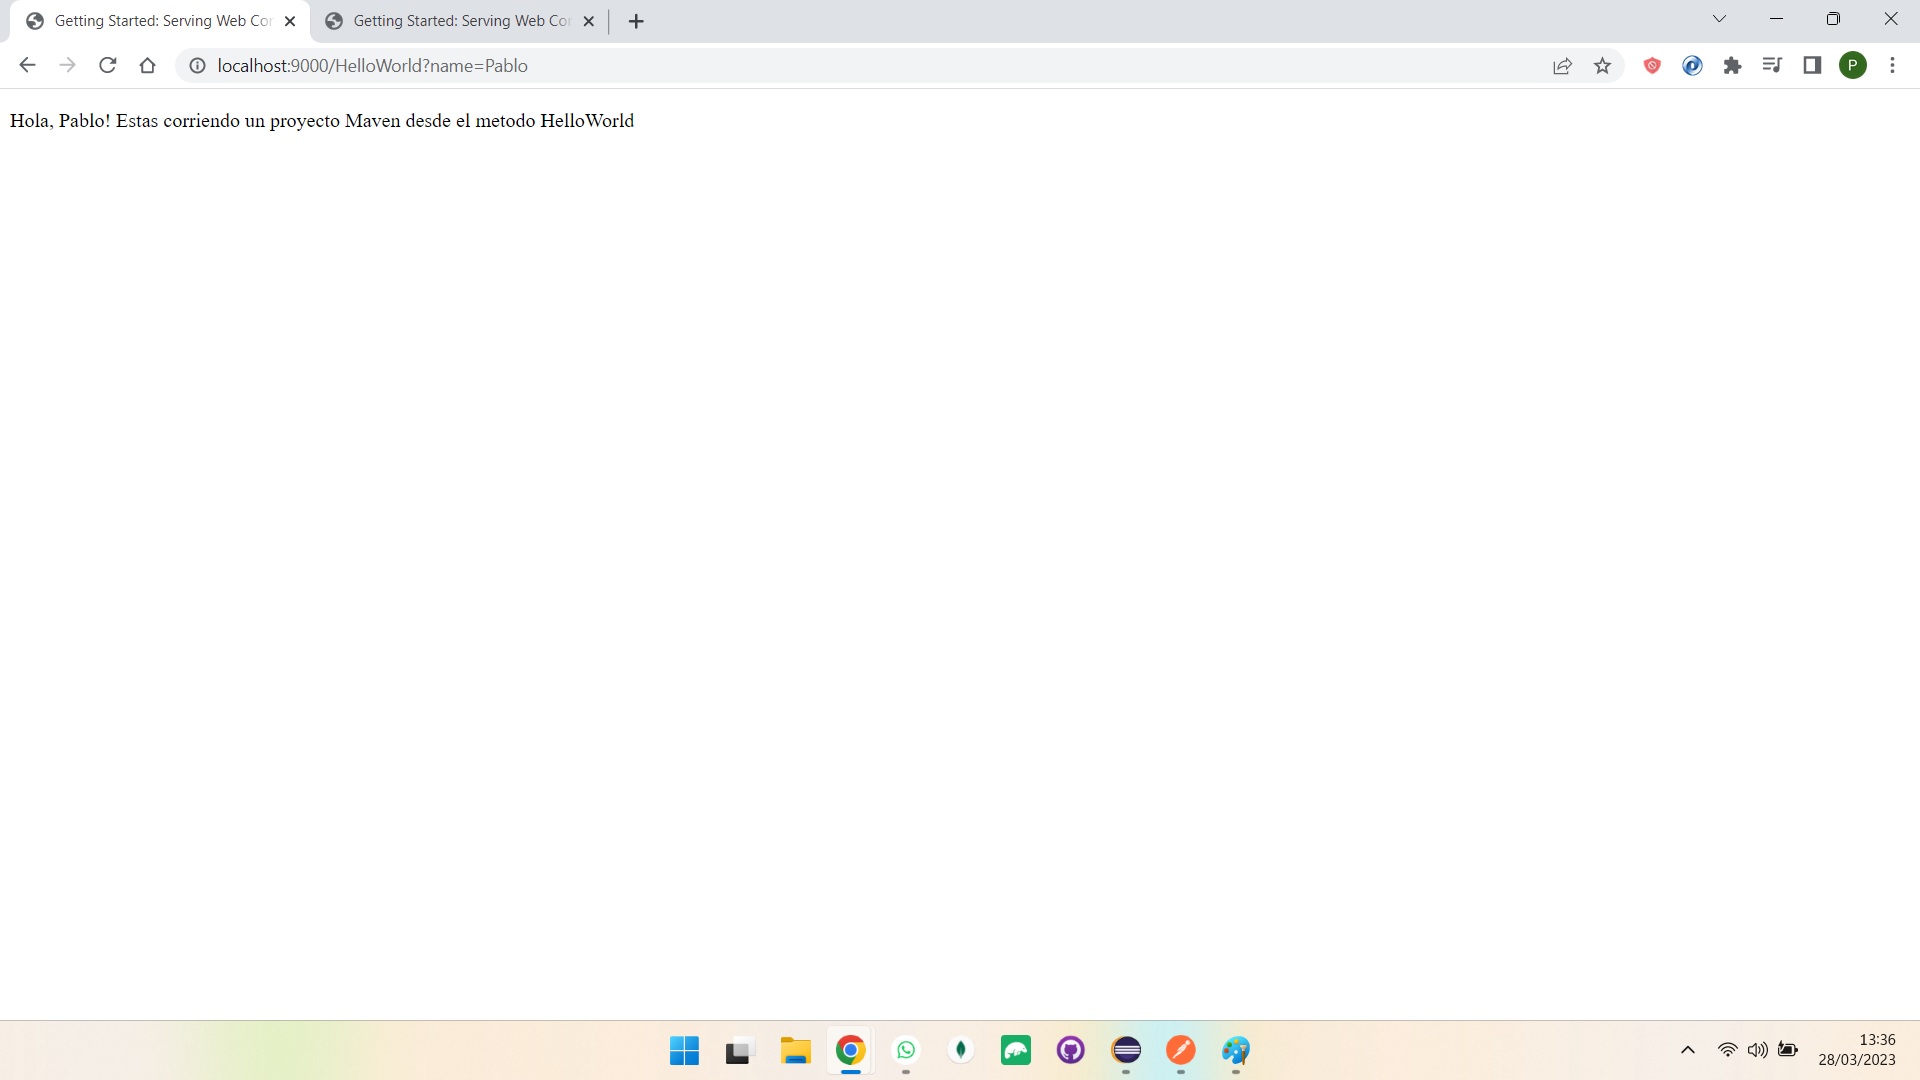 Getting Started: Serving Web Cor
Getting Started: Serving Web Cor
localhost:9000/HelloWorld?name=Pablo
P
Hola, Pablo! Estas corriendo un proyecto Maven desde el metodo HelloWorld
13:36
28/03/2023